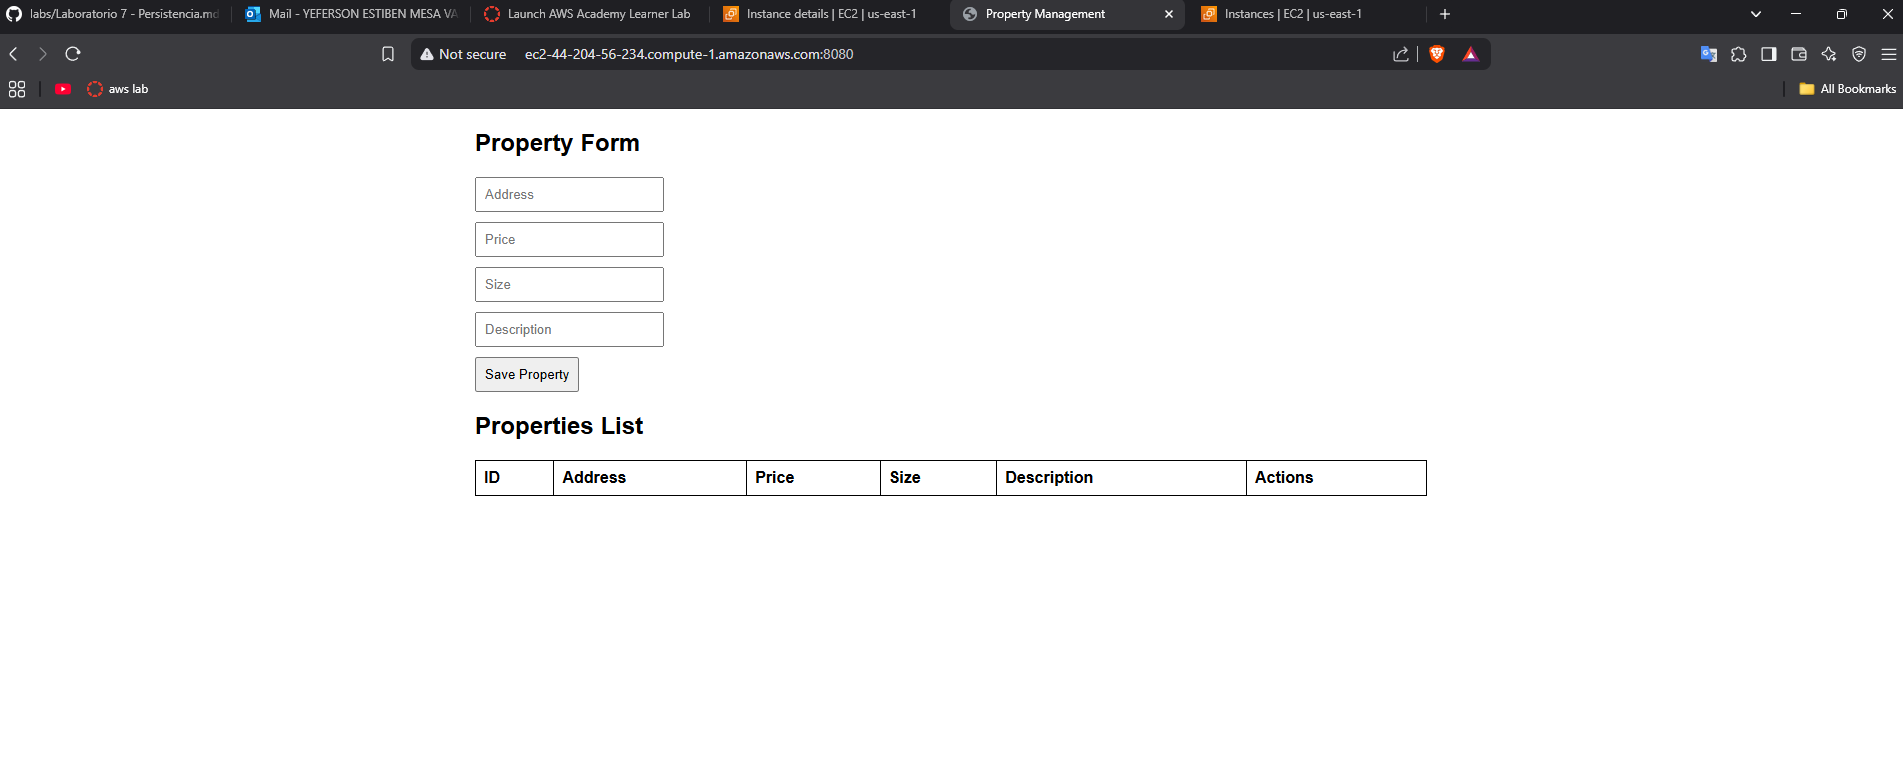 labs/Laboratorio 7 - Persistencia.md
Mail - YEFERSON ESTIBEN MESA VA
Launch AWS Academy Learner Lab
Instance details | EC2 | us-east-1
Property Management
Instances | EC2 | us-east-1
Not secure
ec2-44-204-56-234.compute-1.amazonaws.com:8080
aws lab
All Bookmarks
Property Form
Address
Price
Size
Description
Save Property
Properties List
ID Address Price Size Description Actions